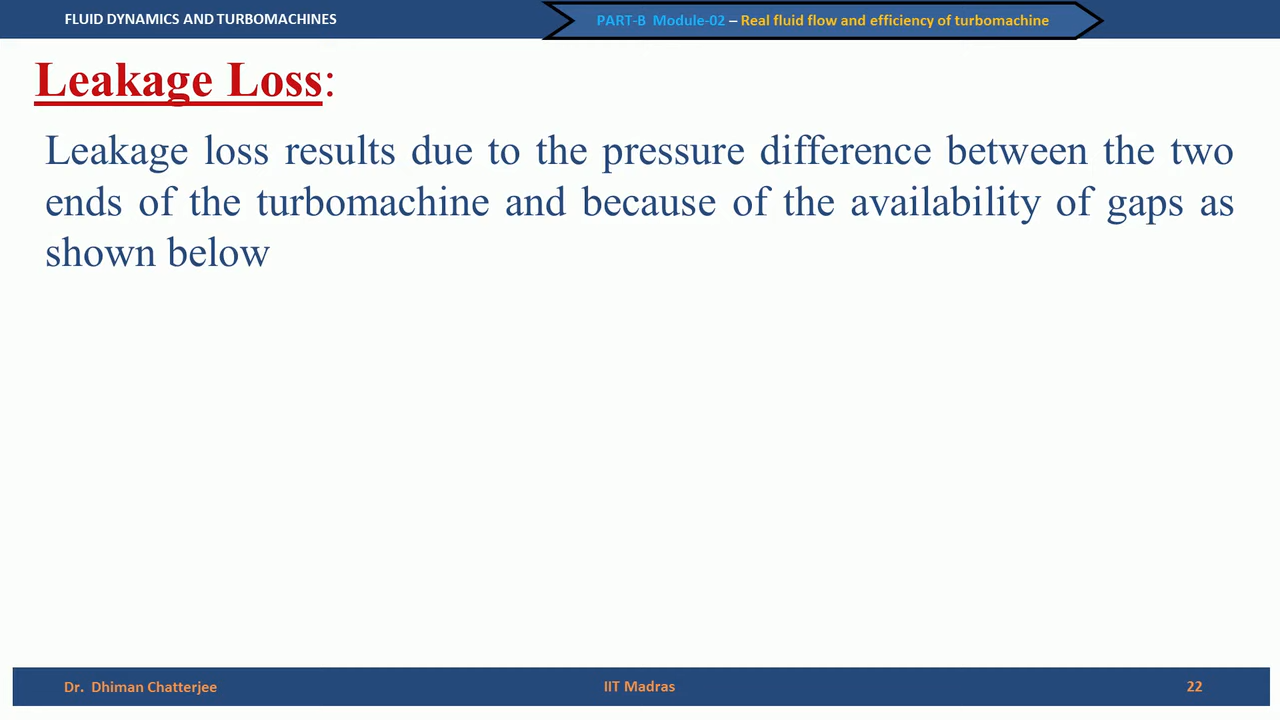 FLUID DYNAMICS AND TURBOMACHINES
PART-B Module-02 – Real fluid flow and efficiency of turbomachine
Leakage Loss:
Leakage loss results due to the pressure difference between the two
ends of the turbomachine and because of the availability of gaps as
shown below
Dr. Dhiman Chatterjee
IIT Madras
22